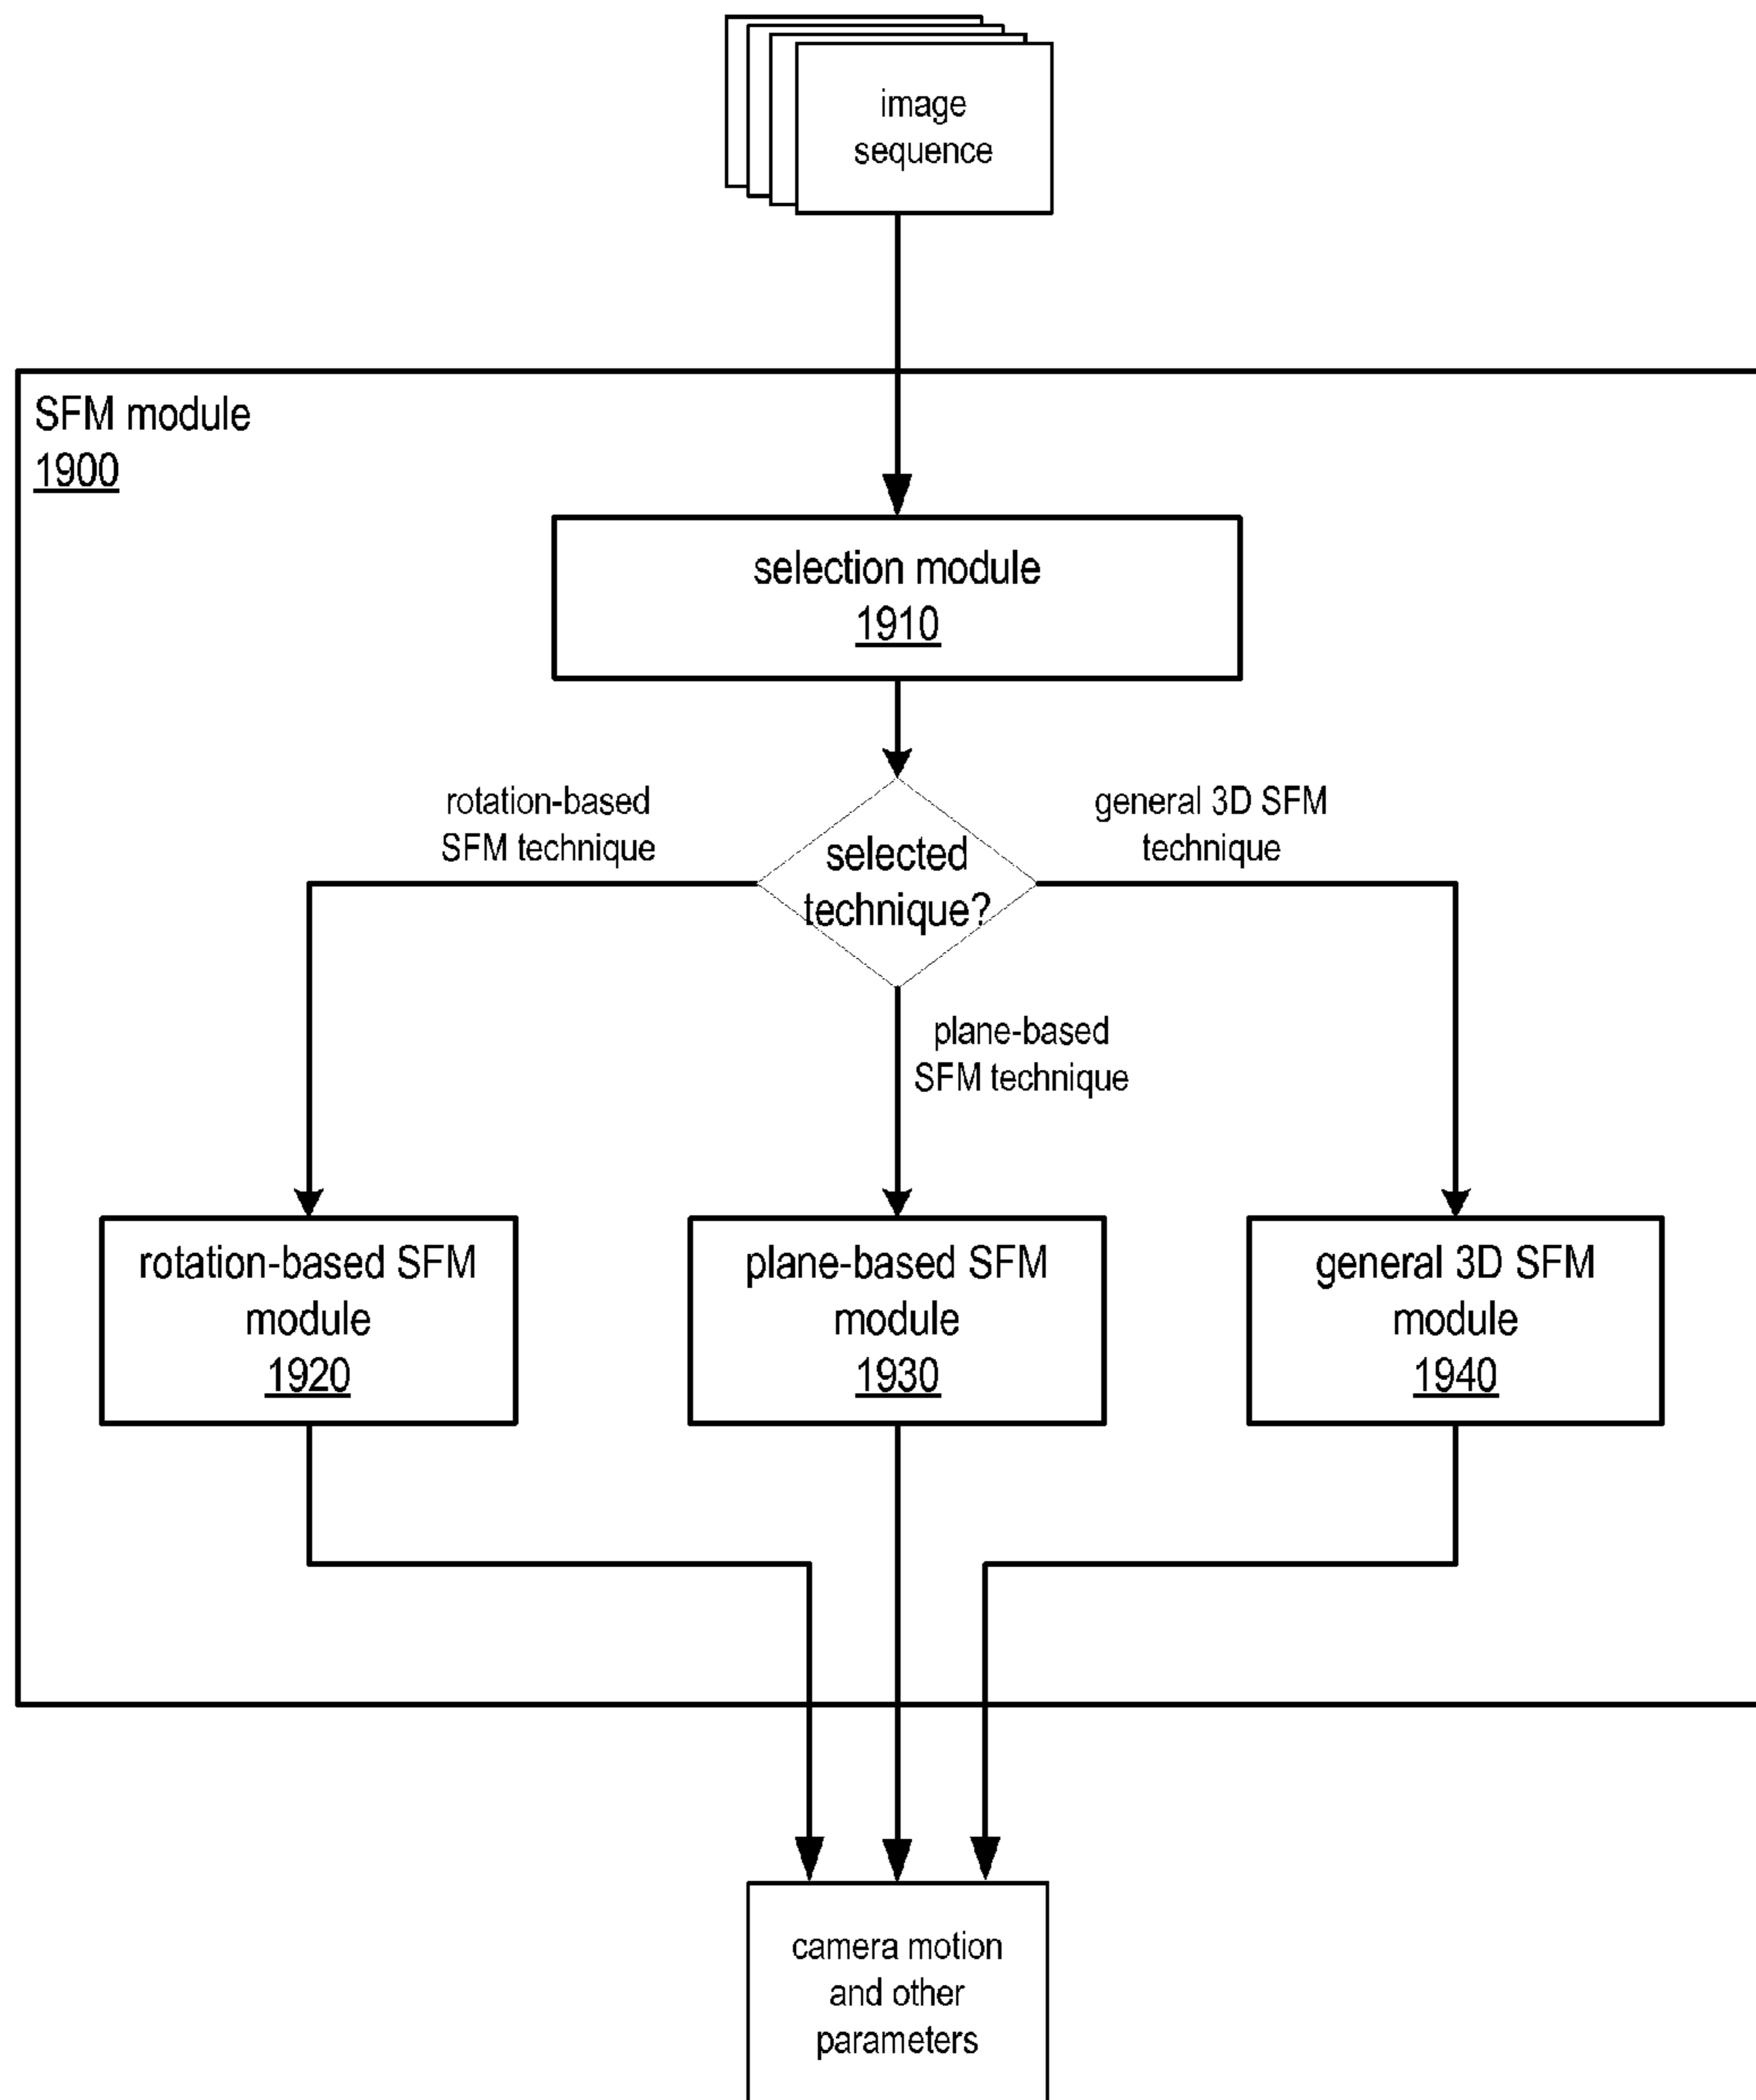 image
sequence
SFM module
1900
selection module
1910
rotation-based
SFM technique
general 3D SFM
technique
selected
technique?
plane-based
SFM technique
rotation-based SFM
module
1920
plane-based SFM
module
1930
general 3D SFM
module
1940
camera motion
and other
parameters